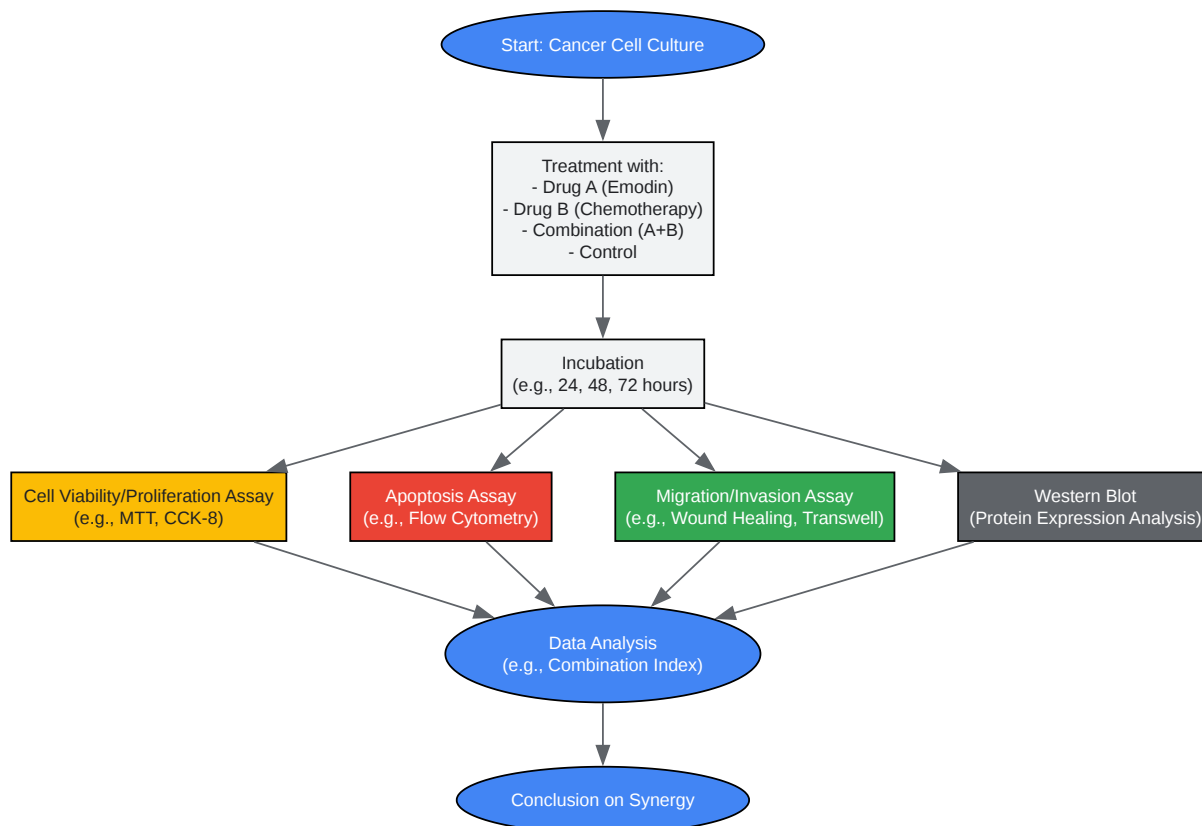 Start: Cancer Cell Culture
Treatment with:
- Drug A (Emodin)
- Drug B (Chemotherapy)
- Combination (A+B)
- Control
Incubation
(e.g., 24, 48, 72 hours)
Cell Viability/Proliferation Assay
(e.g., MTT, CCK-8)
Apoptosis Assay
(e.g., Flow Cytometry)
Migration/Invasion Assay
(e.g., Wound Healing, Transwell)
Western Blot
(Protein Expression Analysis)
Data Analysis
(e.g., Combination Index)
Conclusion on Synergy